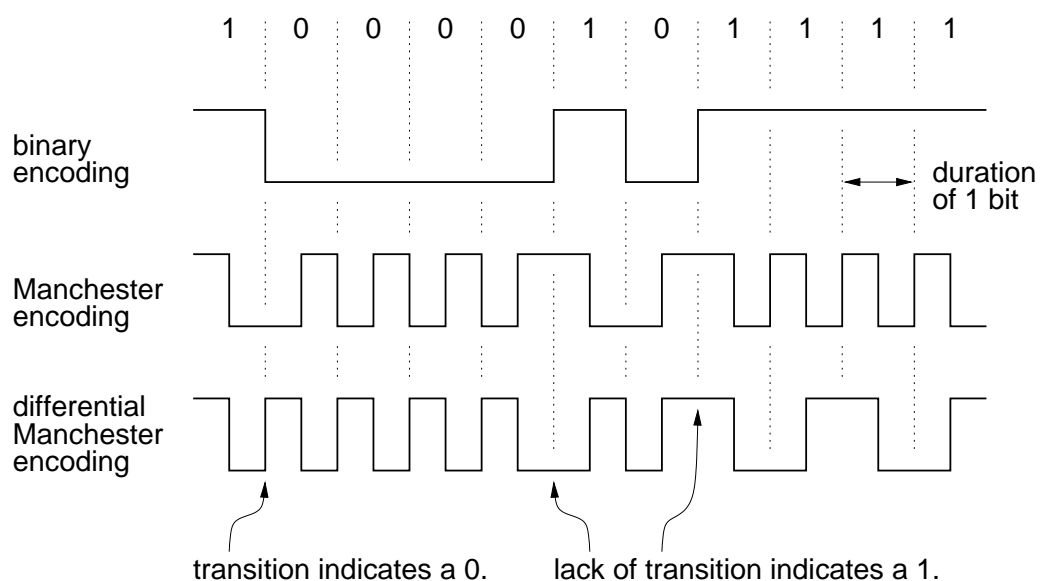 1 0 0 0 0 1 0 1 1 1 1
binary
encoding
duration
of 1 bit
Manchester
encoding
differential
Manchester
encoding
transition indicates a 0. lack of transition indicates a 1.